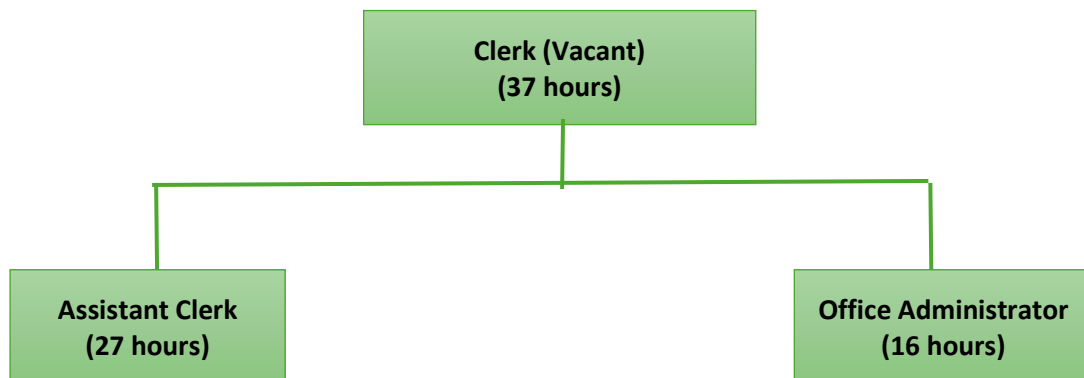 Clerk (Vacant)
(37 hours)
Assistant Clerk
(27 hours)
Office Administrator
(16 hours)